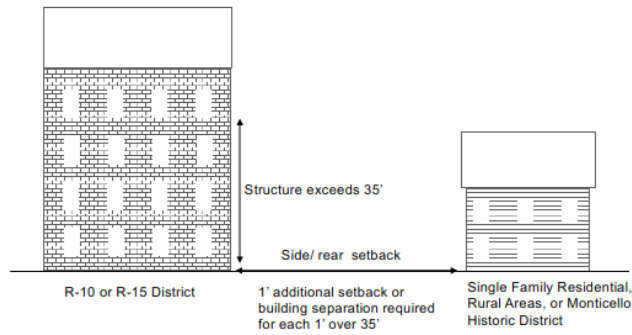 Structure exceeds 35'
Side/ rear setback
R-10 or R-15 District
1' additional setback or
building separation required
for each 1' over 35'
Single Family Residential,
Rural Areas, or Monticello
Historic District